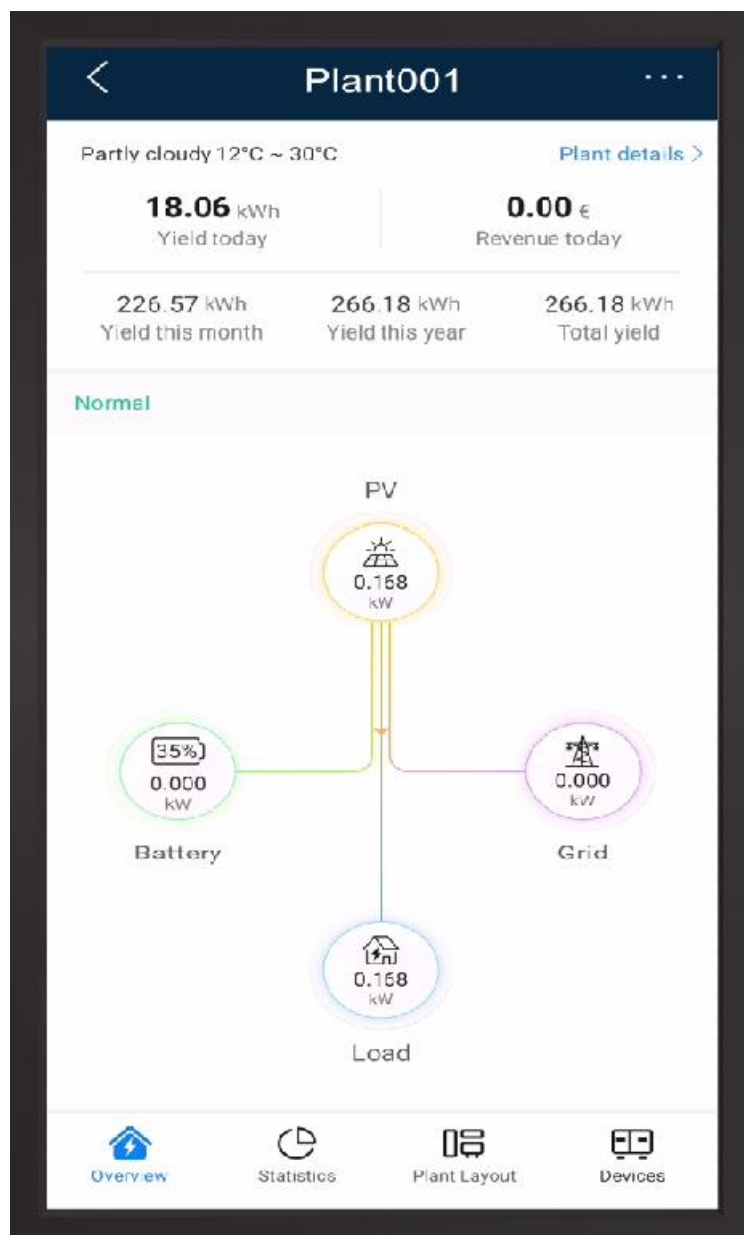 Plant001
Partly cloudy 12°C ~ 30°C Plant details >
18.06 kWh 0.00 €
Yield today Revenue today
226.57 kWh 266.18 kWh 266.18 kWh
Yield this month Yield this year Total yield
Normal
PV
0.168
kW
35% 
0.000 0.000
kW kW
Battery Grid
0.168
kW
Load
Overview Statistics Plant Layout Devices